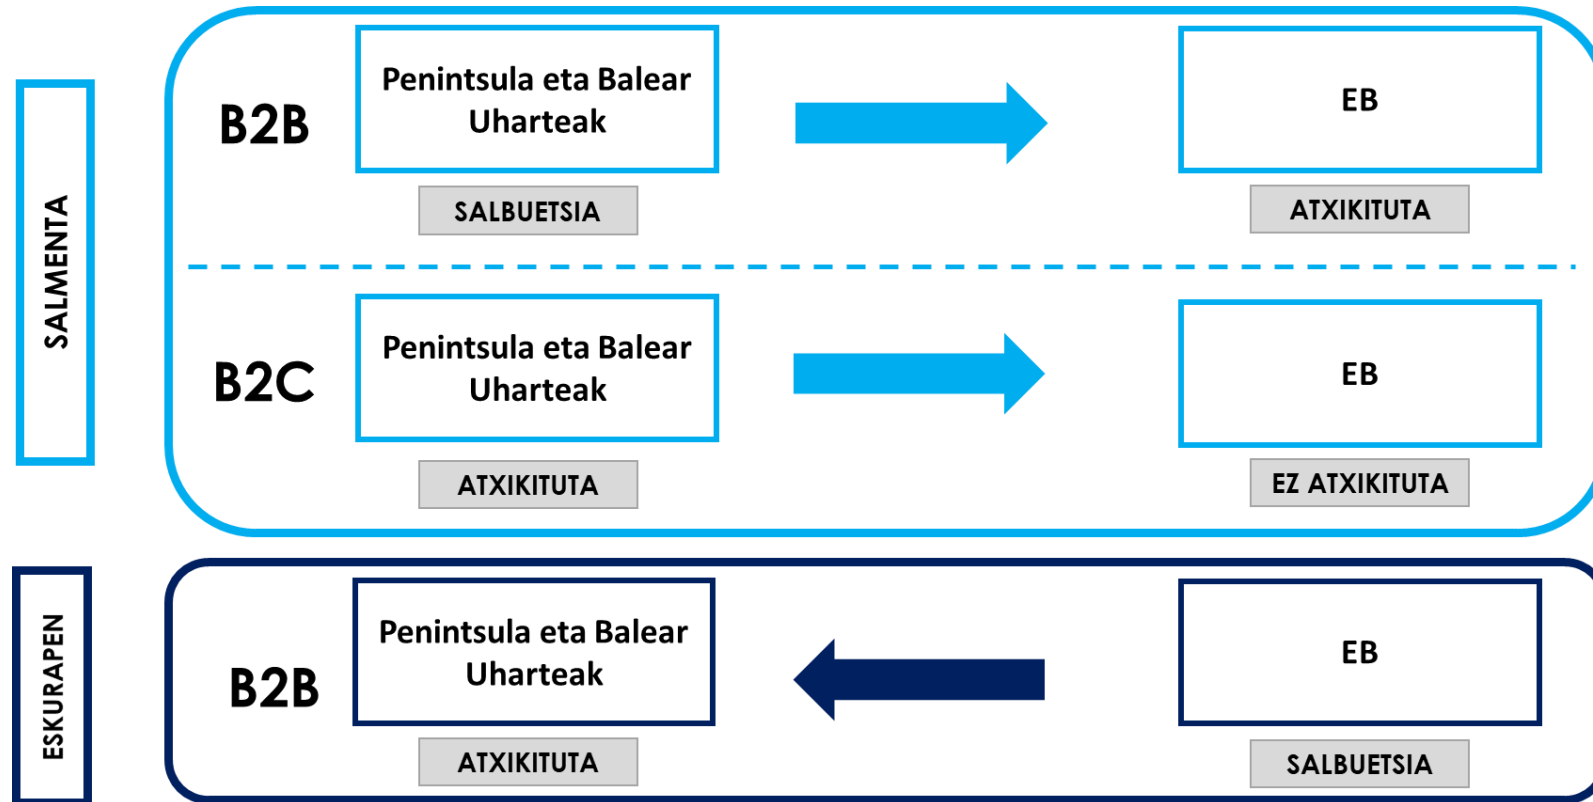 SALMENTA
B2B
Penintsula eta Balear
Uharteak
SALBUETSIA
EB
ATXIKITUTA
B2C
Penintsula eta Balear
Uharteak
ATXIKITUTA
EB
EZ ATXIKITUTA
ESKURAPEN
B2B
Penintsula eta Balear
Uharteak
ATXIKITUTA
EB
SALBUETSIA